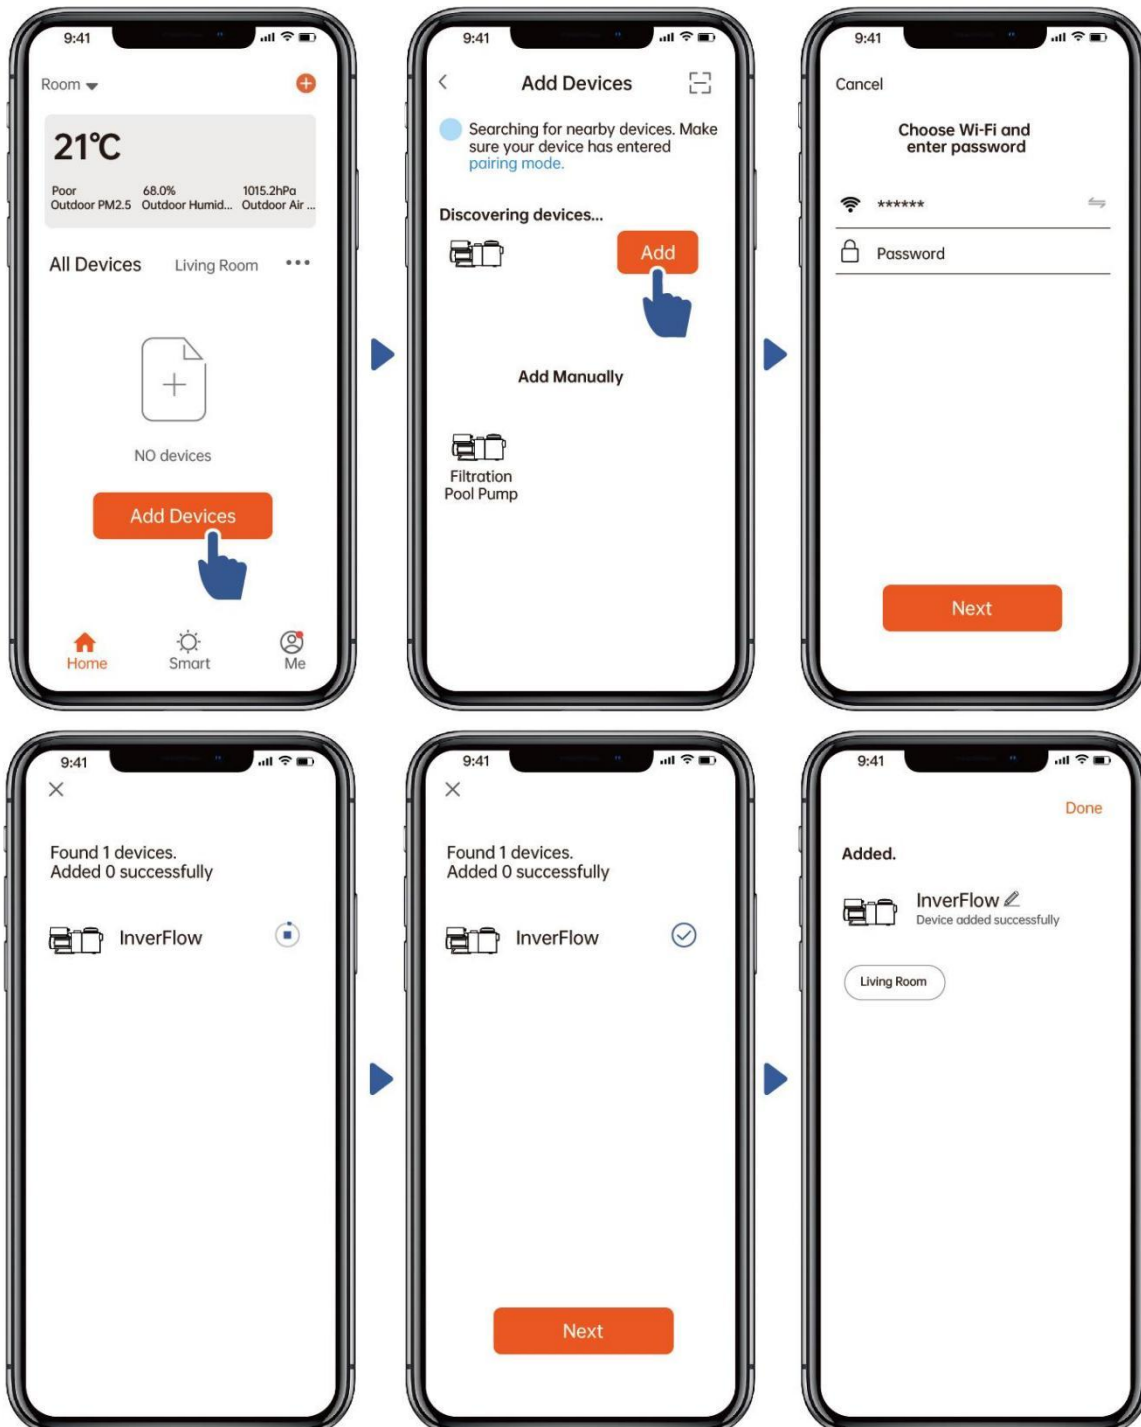 9:41
Room
21°C
Poor 68.0% 1015.2hPa
Outdoor PM2.5 Outdoor Humid... Outdoor Air ...
All Devices Living Room •••
NO devices
Add Devices
Home Smart Me
9:41
Add Devices
Searching for nearby devices. Make
sure your device has entered
pairing mode.
Discovering devices...
Add
Add Manually
Filtration
Pool Pump
9:41
Cancel
Choose Wi-Fi and
enter password
******
Password
Next
9:41
Found 1 devices.
Added 0 successfully
InverFlow
9:41
Found 1 devices.
Added 0 successfully
InverFlow
Next
9:41
Done
Added.
InverFlow
Device added successfully
Living Room